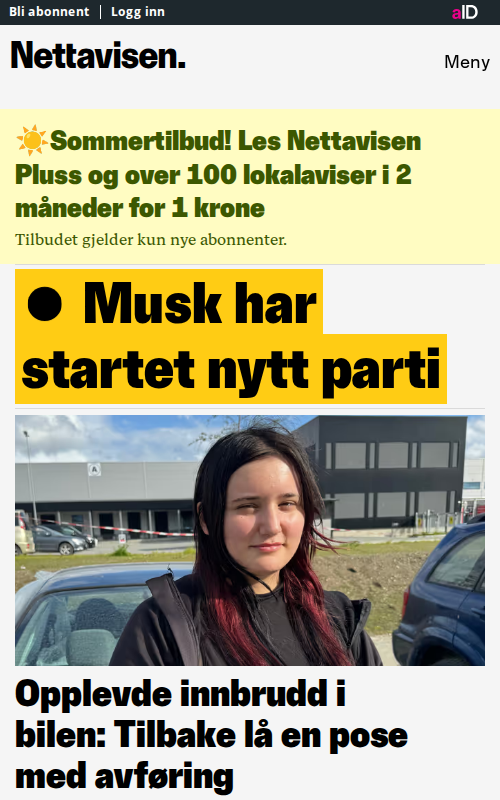 Bli abonnent
Logg inn
aID
Nettavisen.
Meny
Sommertilbud! Les Nettavisen
Pluss og over 100 lokalaviser i 2
måneder for 1 krone
Tilbudet gjelder kun nye abonnenter.
● Musk har
startet nytt parti
A
Opplevde innbrudd i
bilen: Tilbake lå en pose
med avføring